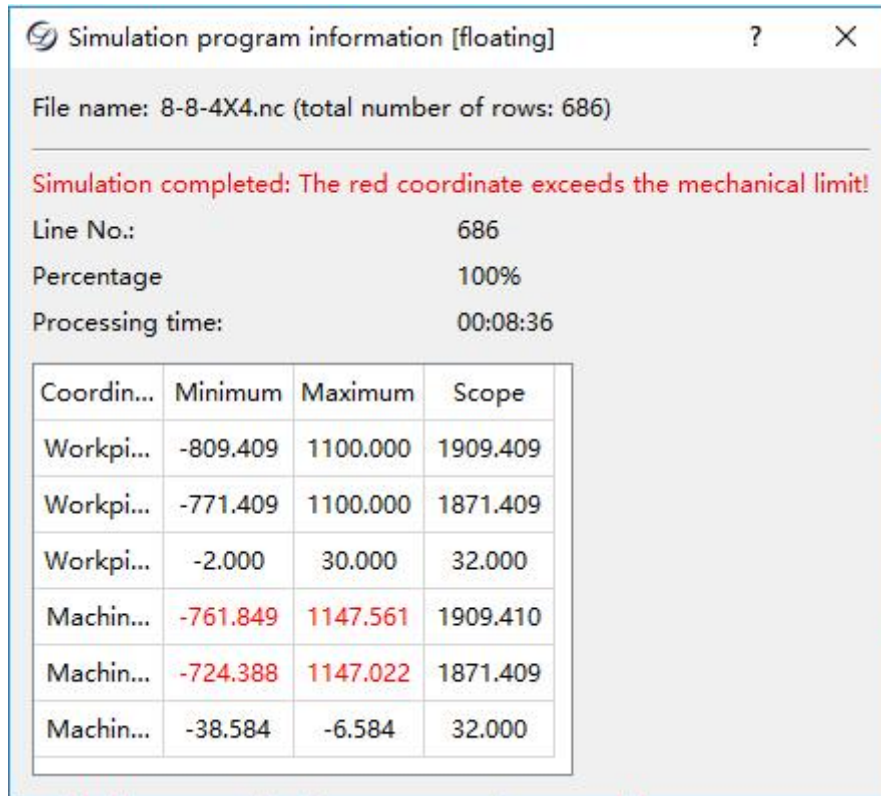 Simulation program information [floating] ? ×
File name: 8-8-4X4.nc (total number of rows: 686)
Simulation completed: The red coordinate exceeds the mechanical limit!
Line No.: 686
Percentage 100%
Processing time: 00:08:36
Coordin... Minimum Maximum Scope
Workpi... -809.409 1100.000 1909.409
Workpi... -771.409 1100.000 1871.409
Workpi... -2.000 30.000 32.000
Machin... -761.849 1147.561 1909.410
Machin... -724.388 1147.022 1871.409
Machin... -38.584 -6.584 32.000